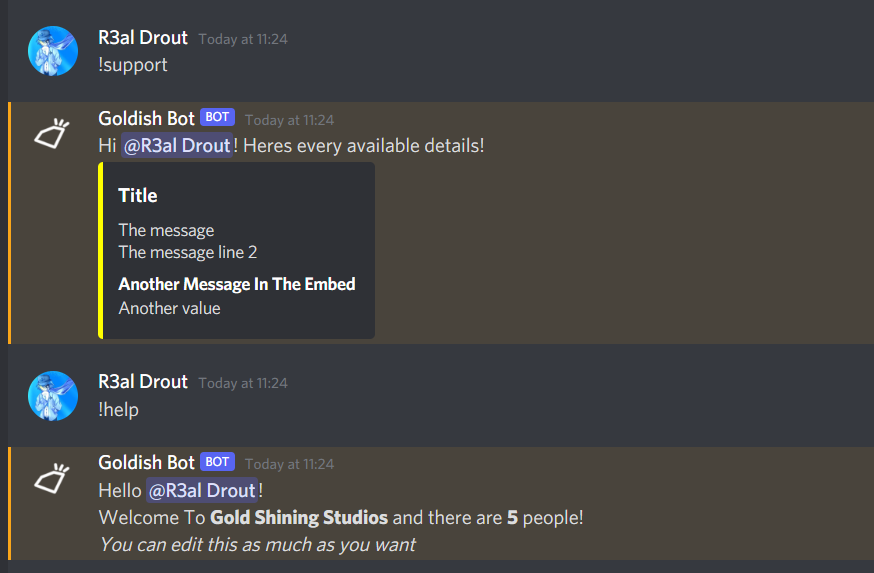 R3al Drout Today at 11:24
!support
Goldish Bot BOT Today at 11:24
Hi @R3al Drout! Heres every available details!
Title
The message
The message line 2
Another Message In The Embed
Another value
R3al Drout Today at 11:24
!help
Goldish Bot BOT Today at 11:24
Hello @R3al Drout!
Welcome To Gold Shining Studios and there are 5 people!
You can edit this as much as you want